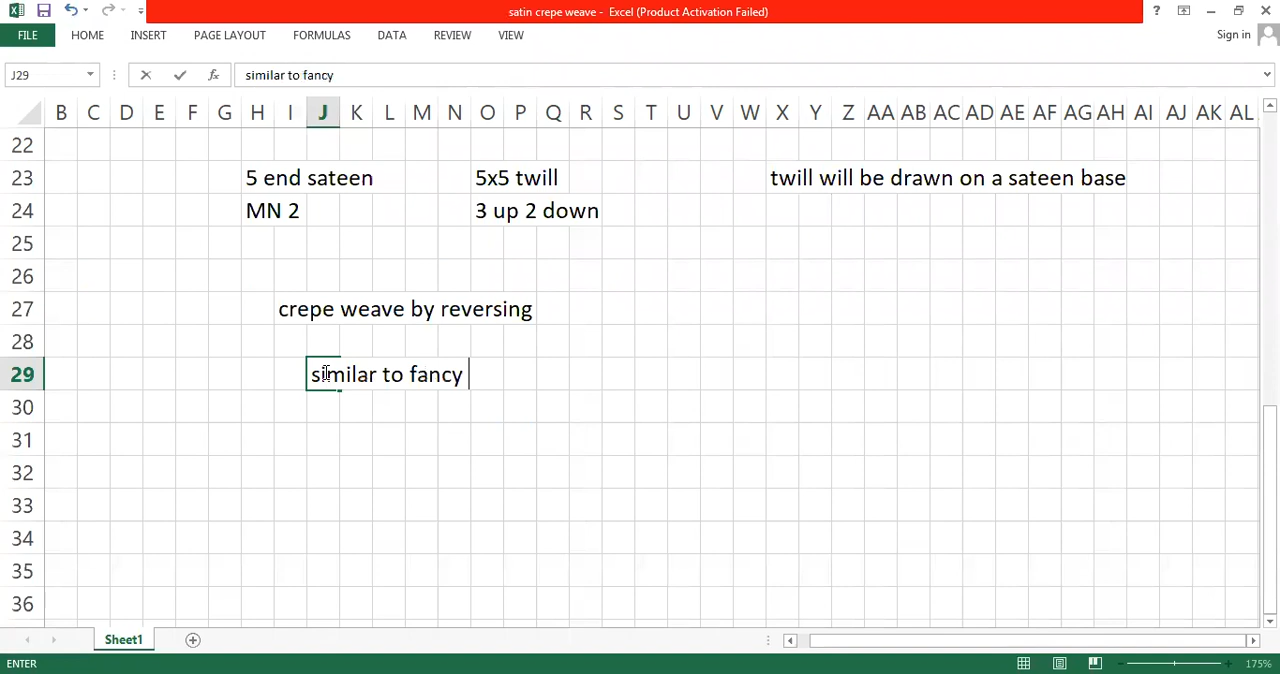 satin crepe weave - Excel (Product Activation Failed)
?
FILE HOME INSERT PAGE LAYOUT FORMULAS DATA REVIEW VIEW Sign in
J29 fx similar to fancy
B C D E F G H I J K L M N O P Q R S T U V W X Y Z AA AB AC AD AE AF AG AH AI AJ AK AL
22
23 5 end sateen 5x5 twill twill will be drawn on a sateen base
24 MN 2 3 up 2 down
25
26
27 crepe weave by reversing
28
29 similar to fancy
30
31
32
33
34
35
36
Sheet1
ENTER 175%